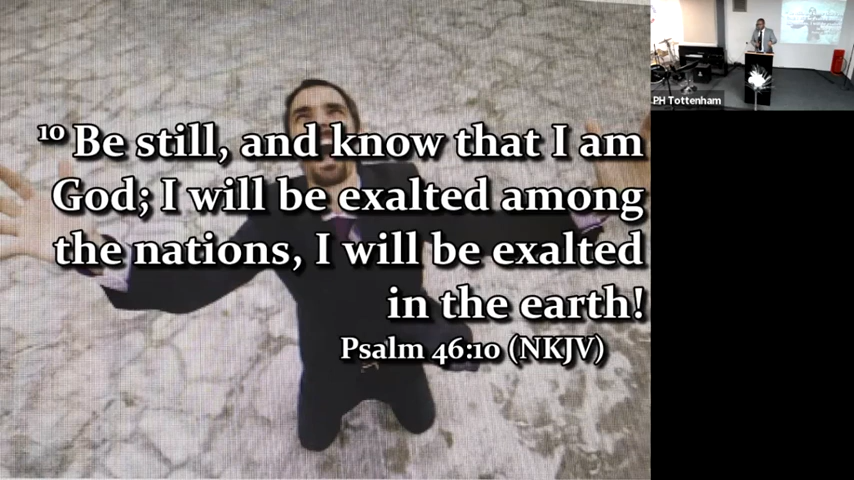 ¹⁰ Be still, and know that I am
God; I will be exalted among
the nations, I will be exalted
in the earth!
Psalm 46:10 (NKJV)
PH Tottenham